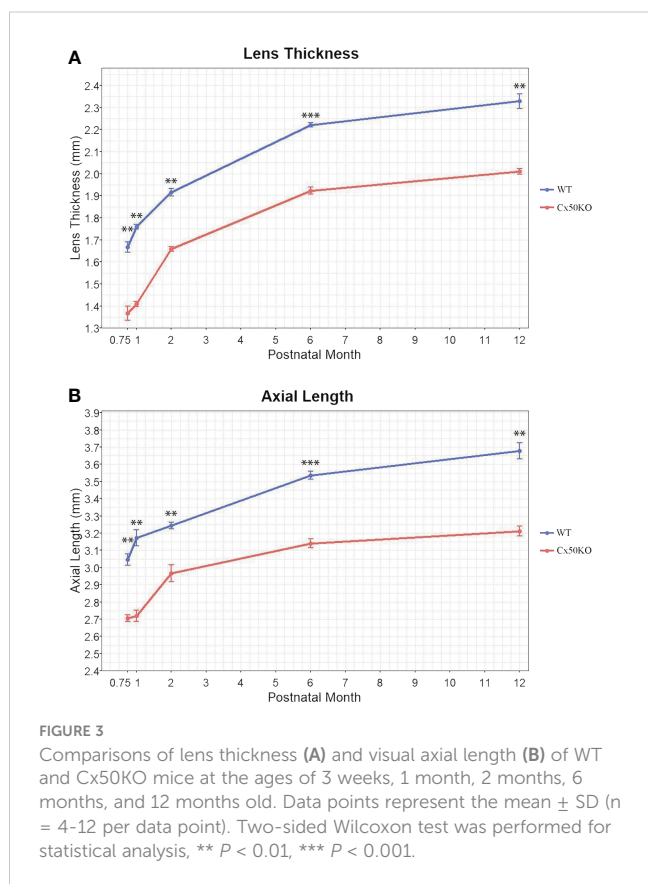 A
Lens Thickness
2.4
2.3
2.2
2.1
2.0
1.9
1.8
1.7
1.6
1.5
1.4
1.3
Lens Thickness (mm)
**
**
**
***
**
WT
Cx50KO
0.75 1 2 3 4 5 6 7 8 9 10 11 12
Postnatal Month
B
Axial Length
3.9
3.8
3.7
3.6
3.5
3.4
3.3
3.2
3.1
3.0
2.9
2.8
2.7
2.6
2.5
2.4
Axial Length (mm)
**
**
**
***
**
WT
Cx50KO
0.75 1 2 3 4 5 6 7 8 9 10 11 12
Postnatal Month
FIGURE 3
Comparisons of lens thickness (A) and visual axial length (B) of WT
and Cx50KO mice at the ages of 3 weeks, 1 month, 2 months, 6
months, and 12 months old. Data points represent the mean ± SD (n
= 4-12 per data point). Two-sided Wilcoxon test was performed for
statistical analysis, ** P < 0.01, *** P < 0.001.